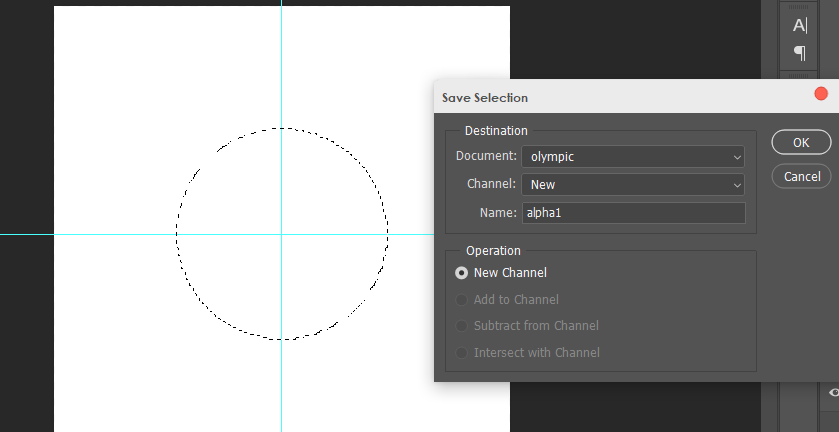 A|
¶
Save Selection
Destination
OK
Document: olympic
Cancel
Channel: New
Name: alpha1
Operation
New Channel
Add to Channel
Subtract from Channel
Intersect with Channel